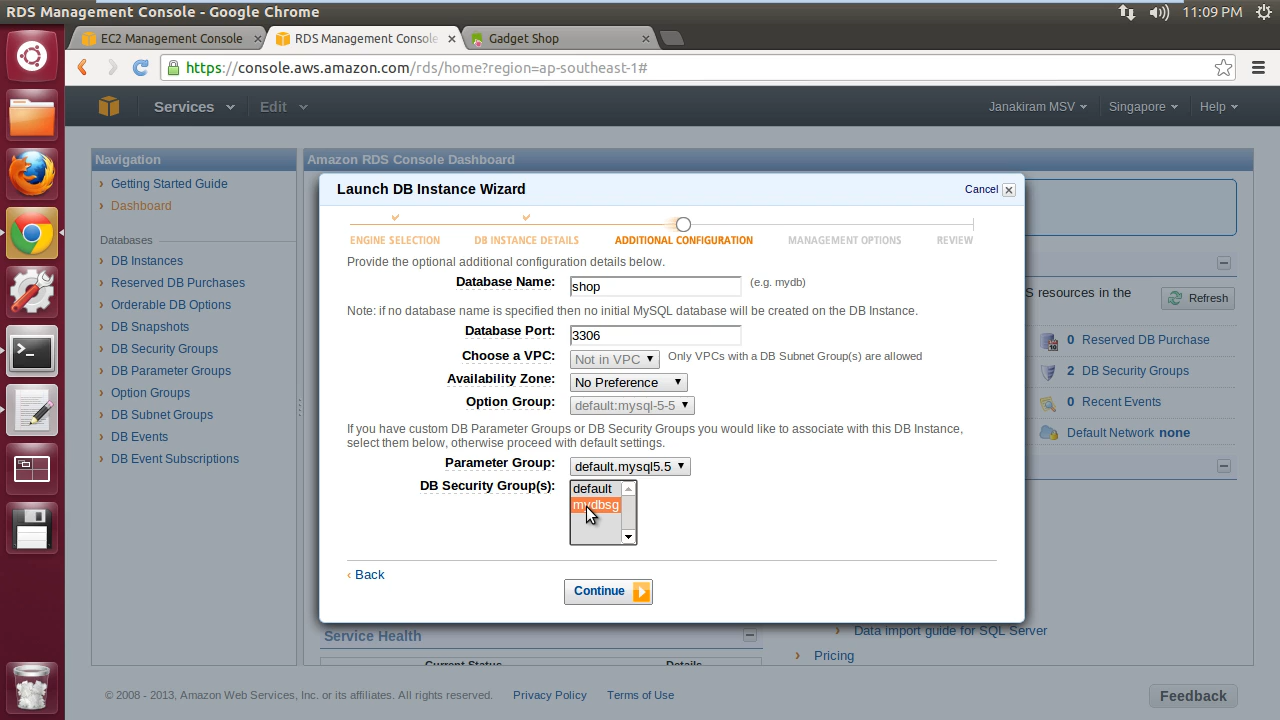 RDS Management Console - Google Chrome
11:09 PM
EC2 Management Console
RDS Management Console
Gadget Shop
https://console.aws.amazon.com/rds/home?region=ap-southeast-1#
Services
Edit
Janakiram MSV
Singapore
Help
Navigation
Getting Started Guide
Dashboard
Databases
DB Instances
Reserved DB Purchases
Orderable DB Options
DB Snapshots
DB Security Groups
DB Parameter Groups
Option Groups
DB Subnet Groups
DB Events
DB Event Subscriptions
Amazon RDS Console Dashboard
Launch DB Instance Wizard
Cancel
ENGINE SELECTION
DB INSTANCE DETAILS
ADDITIONAL CONFIGURATION
MANAGEMENT OPTIONS
REVIEW
Provide the optional additional configuration details below.
Database Name: shop (e.g. mydb)
Note: if no database name is specified then no initial MySQL database will be created on the DB Instance.
Database Port: 3306
Choose a VPC: Not in VPC Only VPCs with a DB Subnet Group(s) are allowed
Availability Zone: No Preference
Option Group: default:mysql-5-5
If you have custom DB Parameter Groups or DB Security Groups you would like to associate with this DB Instance,
select them below, otherwise proceed with default settings.
Parameter Group: default.mysql5.5
DB Security Group(s): default
mydbsg
‹ Back
Continue
S resources in the
Refresh
0 Reserved DB Purchase
2 DB Security Groups
0 Recent Events
Default Network none
Service Health
Current Status
Details
Data import guide for SQL Server
Pricing
© 2008 - 2013, Amazon Web Services, Inc. or its affiliates. All rights reserved.
Privacy Policy
Terms of Use
Feedback